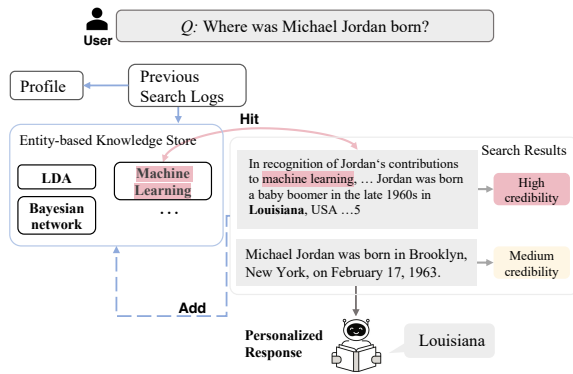 Q: Where was Michael Jordan born?
User
Previous
Search Logs
Profile
Hit
Entity-based Knowledge Store
LDA
Machine
Learning
Bayesian
network
...
Search Results
In recognition of Jordan‘s contributions
to machine learning, … Jordan was born
a baby boomer in the late 1960s in
Louisiana, USA …5
High
credibility
Michael Jordan was born in Brooklyn,
New York, on February 17, 1963.
Medium
credibility
Add
Personalized
Response
Louisiana